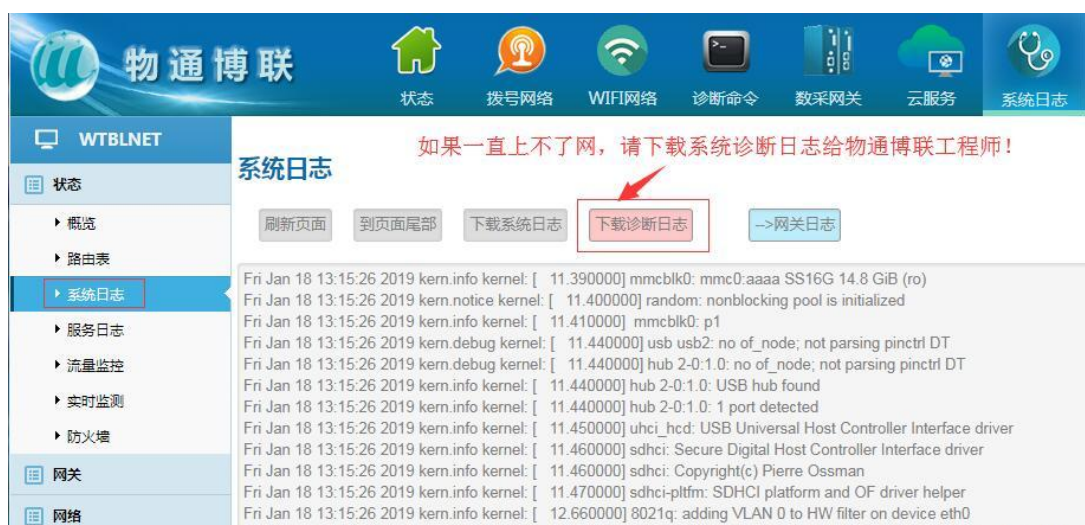 物通博联
状态
拨号网络
WIFI网络
诊断命令
数采网关
云服务
系统日志
WTBLNET
状态
概览
路由表
系统日志
服务日志
流量监控
实时监测
防火墙
网关
网络
如果一直上不了网，请下载系统诊断日志给物通博联工程师！
系统日志
刷新页面
到页面尾部
下载系统日志
下载诊断日志
-->网关日志
Fri Jan 18 13:15:26 2019 kern.info kernel: [ 11.390000] mmcblk0: mmc0:aaaa SS16G 14.8 GiB (ro)
Fri Jan 18 13:15:26 2019 kern.notice kernel: [ 11.400000] random: nonblocking pool is initialized
Fri Jan 18 13:15:26 2019 kern.info kernel: [ 11.410000] mmcblk0: p1
Fri Jan 18 13:15:26 2019 kern.debug kernel: [ 11.440000] usb usb2: no of_node; not parsing pinctrl DT
Fri Jan 18 13:15:26 2019 kern.debug kernel: [ 11.440000] hub 2-0:1.0: no of_node; not parsing pinctrl DT
Fri Jan 18 13:15:26 2019 kern.info kernel: [ 11.440000] hub 2-0:1.0: USB hub found
Fri Jan 18 13:15:26 2019 kern.info kernel: [ 11.440000] hub 2-0:1.0: 1 port detected
Fri Jan 18 13:15:26 2019 kern.info kernel: [ 11.450000] uhci_hcd: USB Universal Host Controller Interface driver
Fri Jan 18 13:15:26 2019 kern.info kernel: [ 11.460000] sdhci: Secure Digital Host Controller Interface driver
Fri Jan 18 13:15:26 2019 kern.info kernel: [ 11.460000] sdhci: Copyright(c) Pierre Ossman
Fri Jan 18 13:15:26 2019 kern.info kernel: [ 11.470000] sdhci-pltfm: SDHCI platform and OF driver helper
Fri Jan 18 13:15:26 2019 kern.info kernel: [ 12.660000] 8021q: adding VLAN 0 to HW filter on device eth0